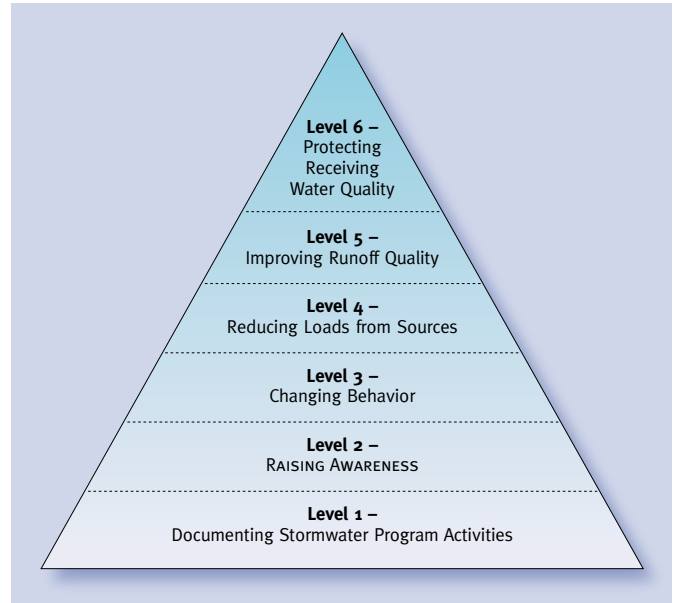 Level 6 –
Protecting
Receiving
Water Quality
Level 5 –
Improving Runoff Quality
Level 4 –
Reducing Loads from Sources
Level 3 –
Changing Behavior
Level 2 –
Raising Awareness
Level 1 –
Documenting Stormwater Program Activities